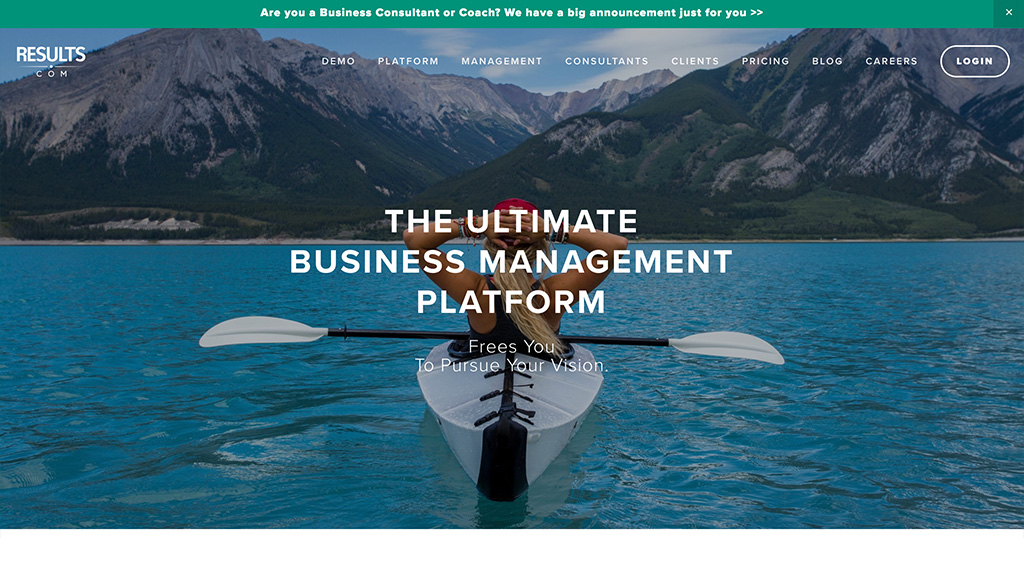 Are you a Business Consultant or Coach? We have a big announcement just for you >>
×
RESULTS
COM
DEMO PLATFORM MANAGEMENT CONSULTANTS CLIENTS PRICING BLOG CAREERS LOGIN
THE ULTIMATE
BUSINESS MANAGEMENT
PLATFORM
Frees You
To Pursue Your Vision.